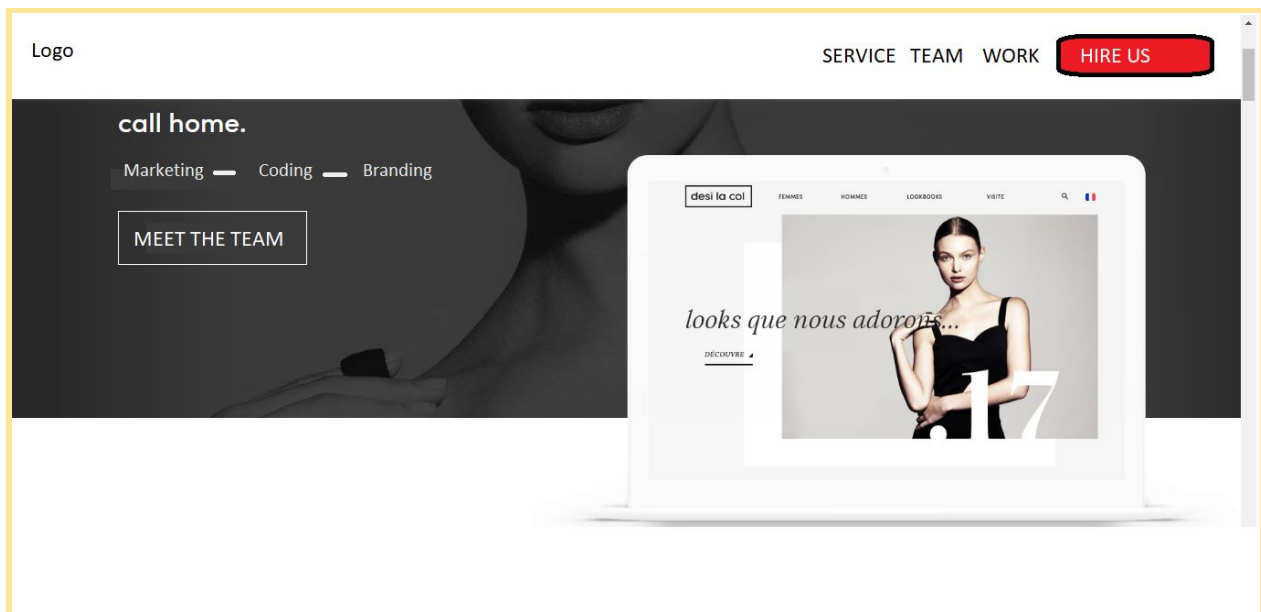 Logo
SERVICE TEAM WORK HIRE US
call home.
Marketing Coding Branding
MEET THE TEAM
desi la col FEMMES HOMMES LOOKBOOKS VISITE
looks que nous adorons...
DÉCOUVRE
.17